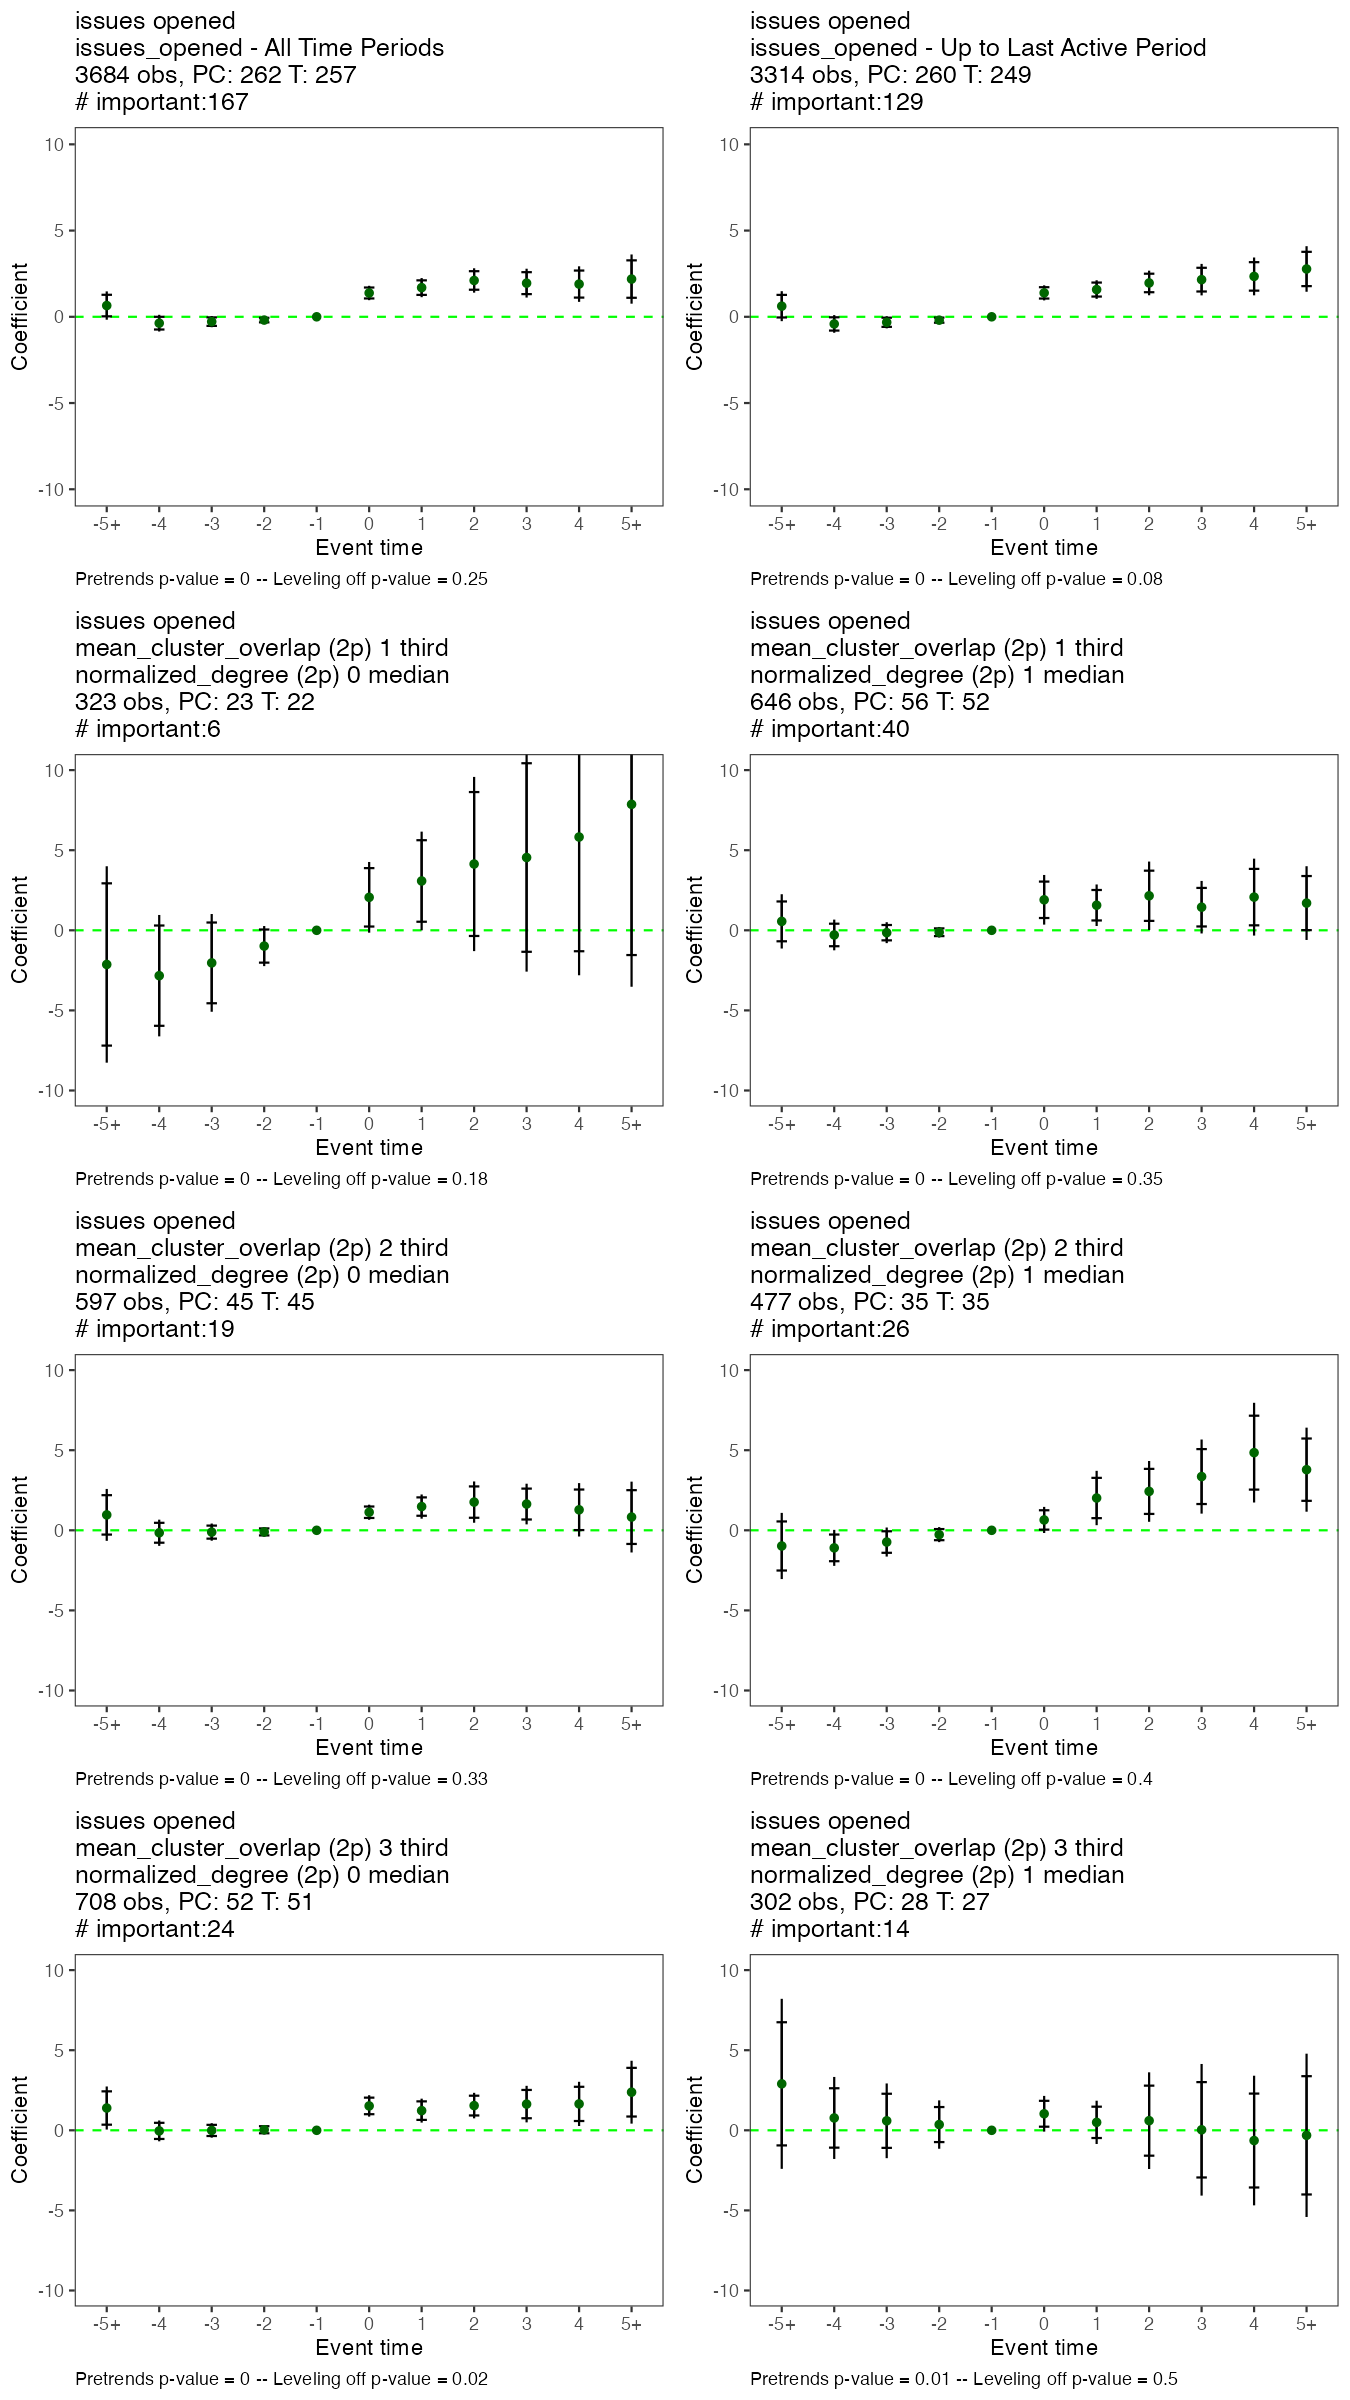 issues opened
issues_opened - All Time Periods
3684 obs, PC: 262 T: 257
# important:167
10
5
0
-5
-10
Coefficient
-5+ -4 -3 -2 -1 0 1 2 3 4 5+
Event time
Pretrends p-value = 0 -- Leveling off p-value = 0.25
issues opened
issues_opened - Up to Last Active Period
3314 obs, PC: 260 T: 249
# important:129
10
5
0
-5
-10
Coefficient
-5+ -4 -3 -2 -1 0 1 2 3 4 5+
Event time
Pretrends p-value = 0 -- Leveling off p-value = 0.08
issues opened
mean_cluster_overlap (2p) 1 third
normalized_degree (2p) 0 median
323 obs, PC: 23 T: 22
# important:6
10
5
0
-5
-10
Coefficient
-5+ -4 -3 -2 -1 0 1 2 3 4 5+
Event time
Pretrends p-value = 0 -- Leveling off p-value = 0.18
issues opened
mean_cluster_overlap (2p) 1 third
normalized_degree (2p) 1 median
646 obs, PC: 56 T: 52
# important:40
10
5
0
-5
-10
Coefficient
-5+ -4 -3 -2 -1 0 1 2 3 4 5+
Event time
Pretrends p-value = 0 -- Leveling off p-value = 0.35
issues opened
mean_cluster_overlap (2p) 2 third
normalized_degree (2p) 0 median
597 obs, PC: 45 T: 45
# important:19
10
5
0
-5
-10
Coefficient
-5+ -4 -3 -2 -1 0 1 2 3 4 5+
Event time
Pretrends p-value = 0 -- Leveling off p-value = 0.33
issues opened
mean_cluster_overlap (2p) 2 third
normalized_degree (2p) 1 median
477 obs, PC: 35 T: 35
# important:26
10
5
0
-5
-10
Coefficient
-5+ -4 -3 -2 -1 0 1 2 3 4 5+
Event time
Pretrends p-value = 0 -- Leveling off p-value = 0.4
issues opened
mean_cluster_overlap (2p) 3 third
normalized_degree (2p) 0 median
708 obs, PC: 52 T: 51
# important:24
10
5
0
-5
-10
Coefficient
-5+ -4 -3 -2 -1 0 1 2 3 4 5+
Event time
Pretrends p-value = 0 -- Leveling off p-value = 0.02
issues opened
mean_cluster_overlap (2p) 3 third
normalized_degree (2p) 1 median
302 obs, PC: 28 T: 27
# important:14
10
5
0
-5
-10
Coefficient
-5+ -4 -3 -2 -1 0 1 2 3 4 5+
Event time
Pretrends p-value = 0.01 -- Leveling off p-value = 0.5